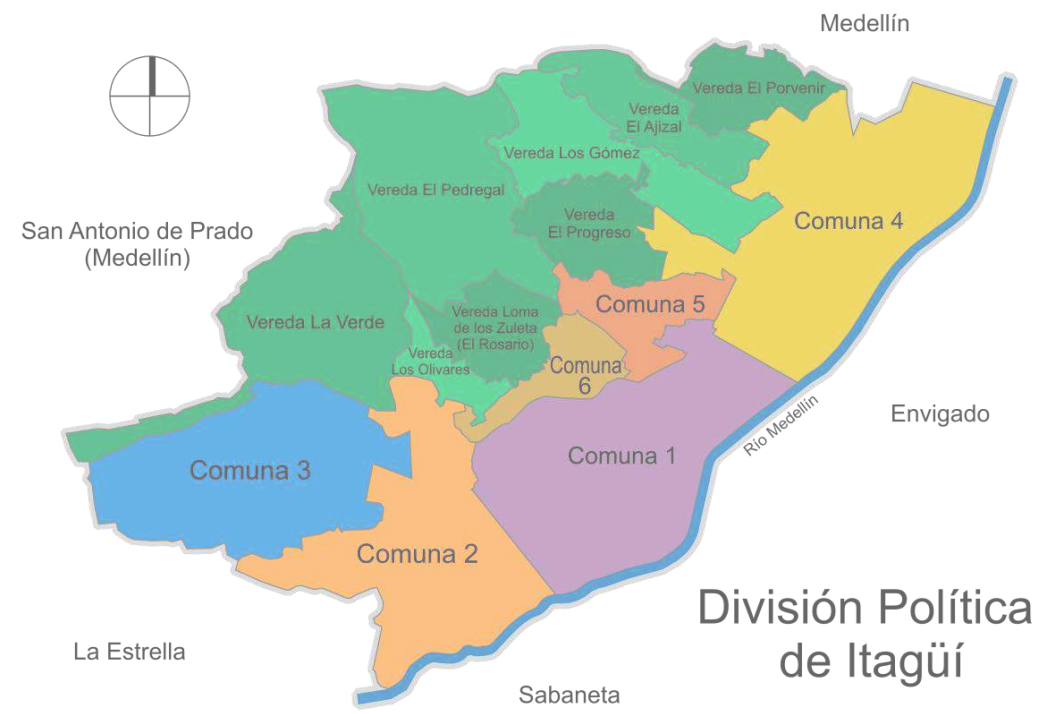 Medellín
Vereda El Porvenir
Vereda
El Ajizal
Vereda Los Gómez
Vereda El Pedregal
Vereda
El Progreso
Comuna 4
San Antonio de Prado
(Medellín)
Vereda La Verde
Vereda Loma
de los Zuleta
(El Rosario)
Comuna 5
Vereda
Los Olivares
Comuna
6
Río Medellín
Envigado
Comuna 3
Comuna 1
Comuna 2
División Política
de Itagüí
La Estrella
Sabaneta